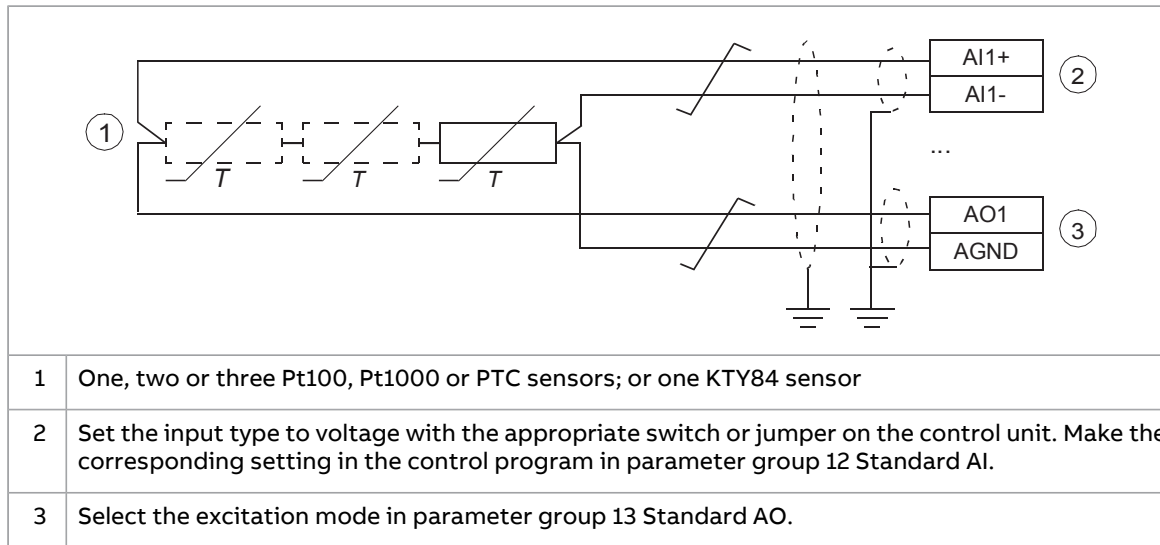 AI1+
1
2
AI1-
T
T
T
...
AO1
3
AGND
1 One, two or three Pt100, Pt1000 or PTC sensors; or one KTY84 sensor
2 Set the input type to voltage with the appropriate switch or jumper on the control unit. Make the
corresponding setting in the control program in parameter group 12 Standard AI.
3 Select the excitation mode in parameter group 13 Standard AO.